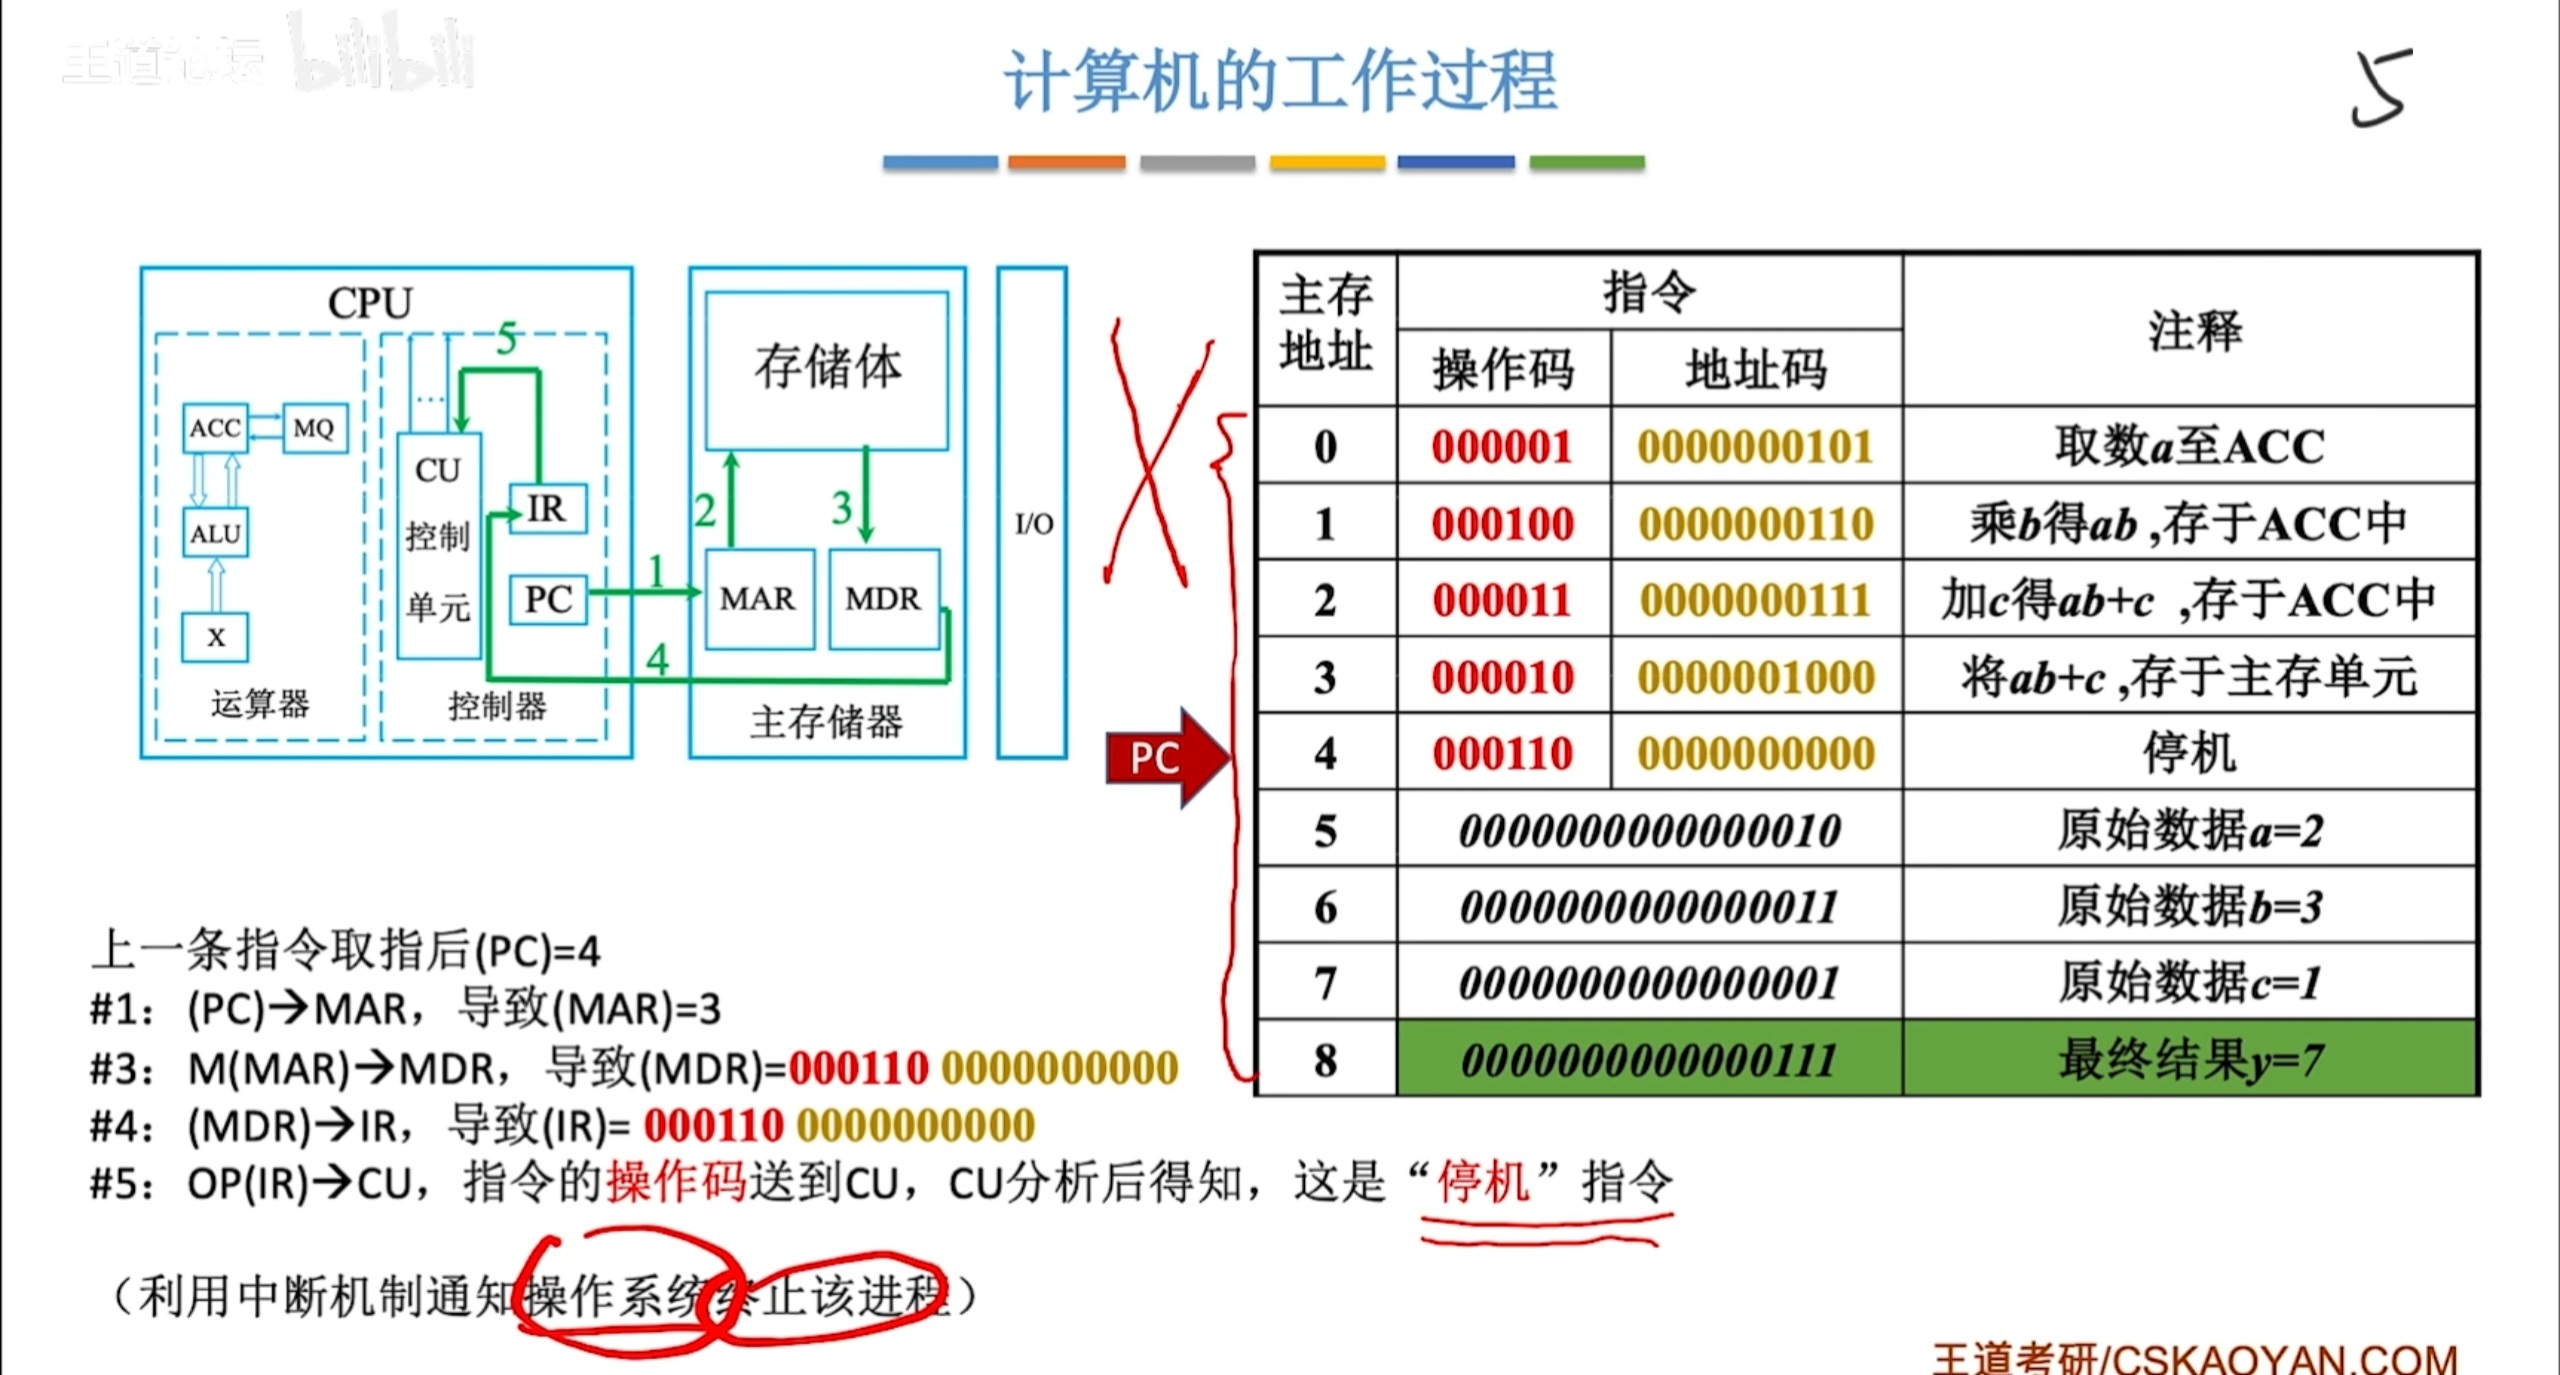 王道论坛 bilibili
计算机的工作过程
5
CPU
ACC
MQ
ALU
X
运算器
5
...
CU
控制
单元
IR
PC
控制器
1
4
存储体
2
3
MAR
MDR
主存储器
I/O
X
PC
主存地址 指令 注释
操作码 地址码
0 000001 0000000101 取数a至ACC
1 000100 0000000110 乘b得ab ,存于ACC中
2 000011 0000000111 加c得ab+c ,存于ACC中
3 000010 0000001000 将ab+c ,存于主存单元
4 000110 0000000000 停机
5 0000000000000010 原始数据a=2
6 0000000000000011 原始数据b=3
7 0000000000000001 原始数据c=1
8 0000000000000111 最终结果y=7
上一条指令取指后(PC)=4
#1：(PC)→MAR，导致(MAR)=3
#3：M(MAR)→MDR，导致(MDR)=000110 0000000000
#4：(MDR)→IR，导致(IR)= 000110 0000000000
#5：OP(IR)→CU，指令的操作码送到CU，CU分析后得知，这是“停机”指令
（利用中断机制通知操作系统终止该进程）
王道考研/CSKAOYAN.COM